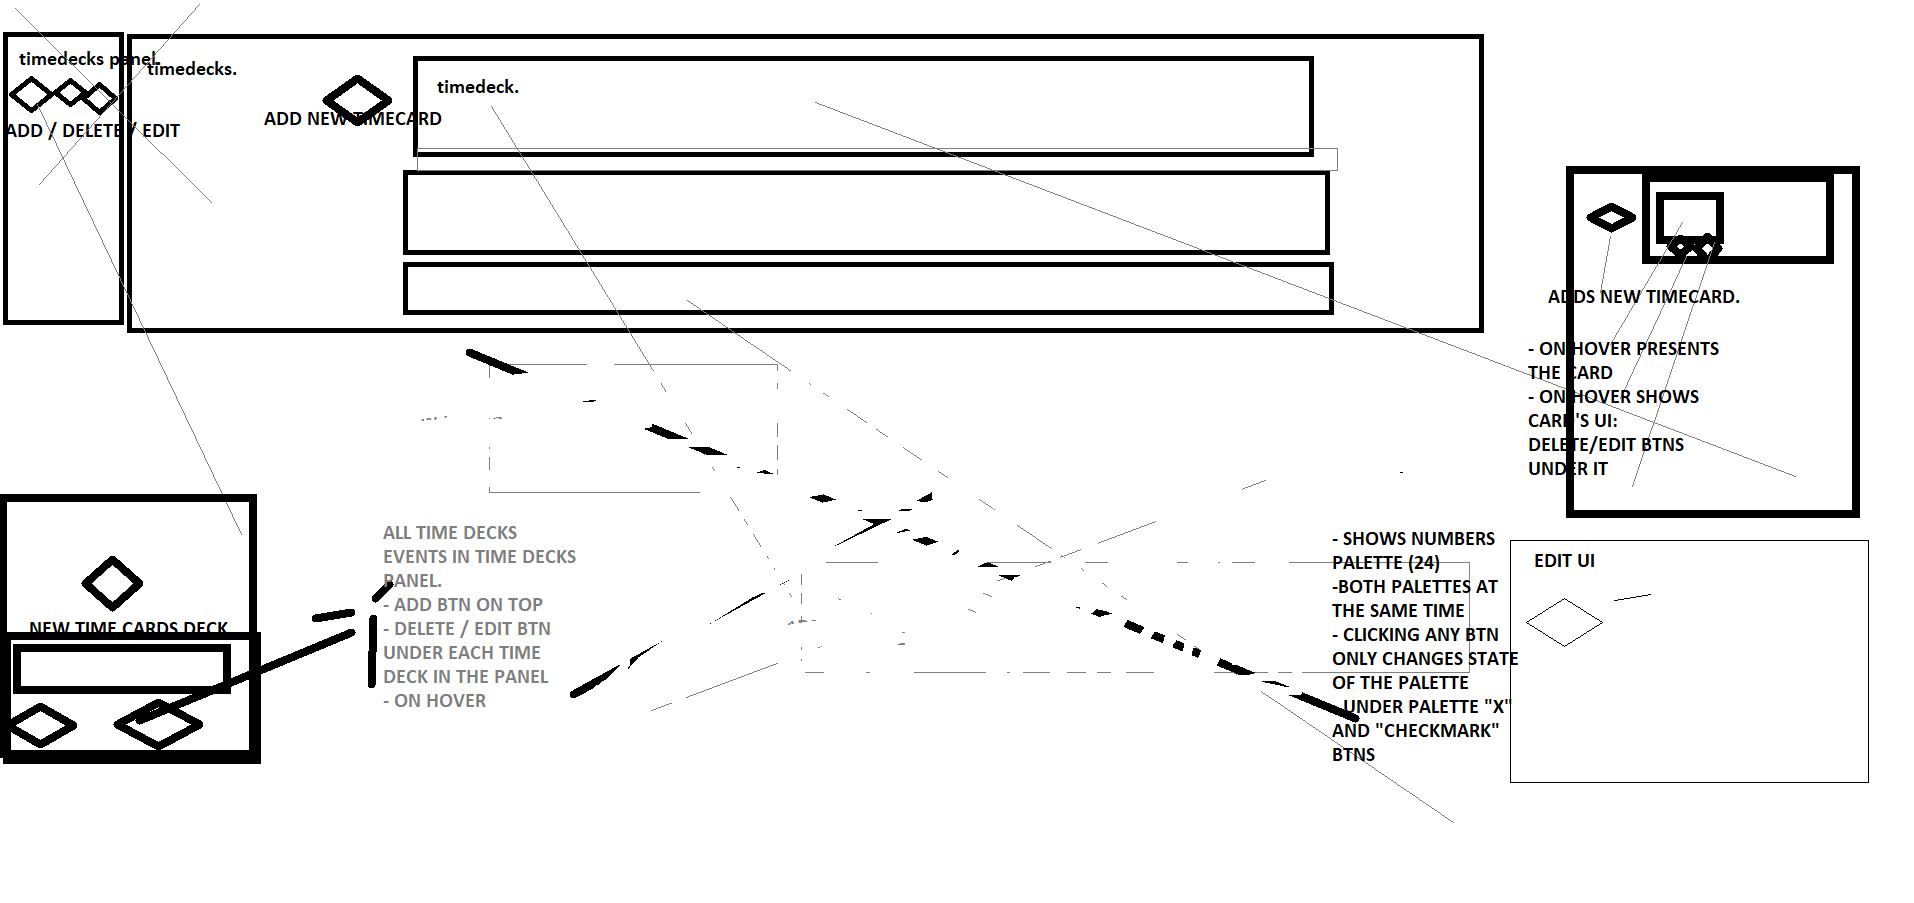 timedecks panel.
timedecks.
timedeck.
ADD NEW TIMECARD
ADD / DELETE / EDIT
ADDS NEW TIMECARD.
- ON HOVER PRESENTS
THE CARD
- ON HOVER SHOWS
CARD'S UI:
DELETE/EDIT BTNS
UNDER IT
ALL TIME DECKS
EVENTS IN TIME DECKS
PANEL.
- ADD BTN ON TOP
- DELETE / EDIT BTN
UNDER EACH TIME
DECK IN THE PANEL
- ON HOVER
NEW TIME CARDS DECK
- SHOWS NUMBERS
PALETTE (24)
-BOTH PALETTES AT
THE SAME TIME
- CLICKING ANY BTN
ONLY CHANGES STATE
OF THE PALETTE
- UNDER PALETTE "X"
AND "CHECKMARK"
BTNS
EDIT UI